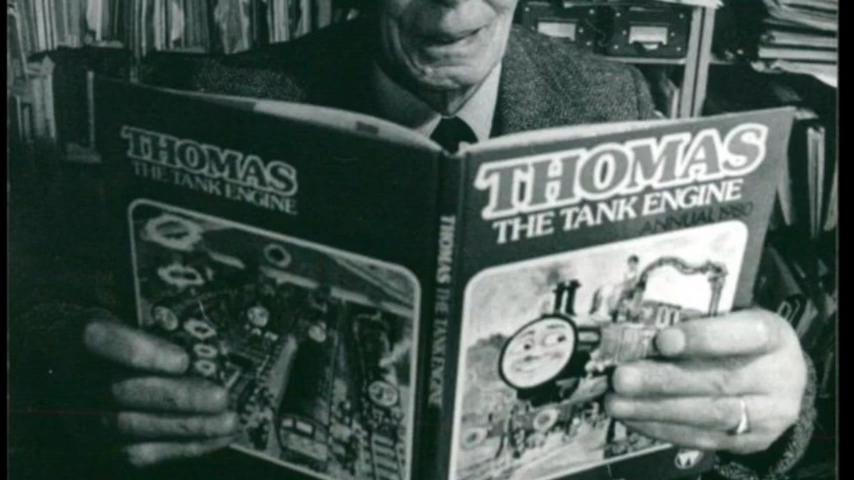 THOMAS
THE TANK ENGINE
THOMAS THE TANK ENGINE
THOMAS
THE TANK ENGINE
ANNUAL 1980